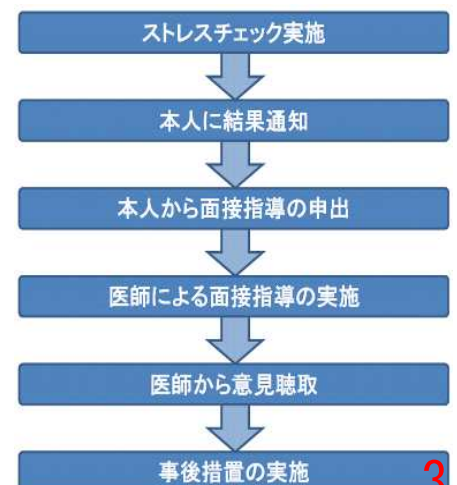 ストレスチェック実施
本人に結果通知
本人から面接指導の申出
医師による面接指導の実施
医師から意見聴取
事後措置の実施
3